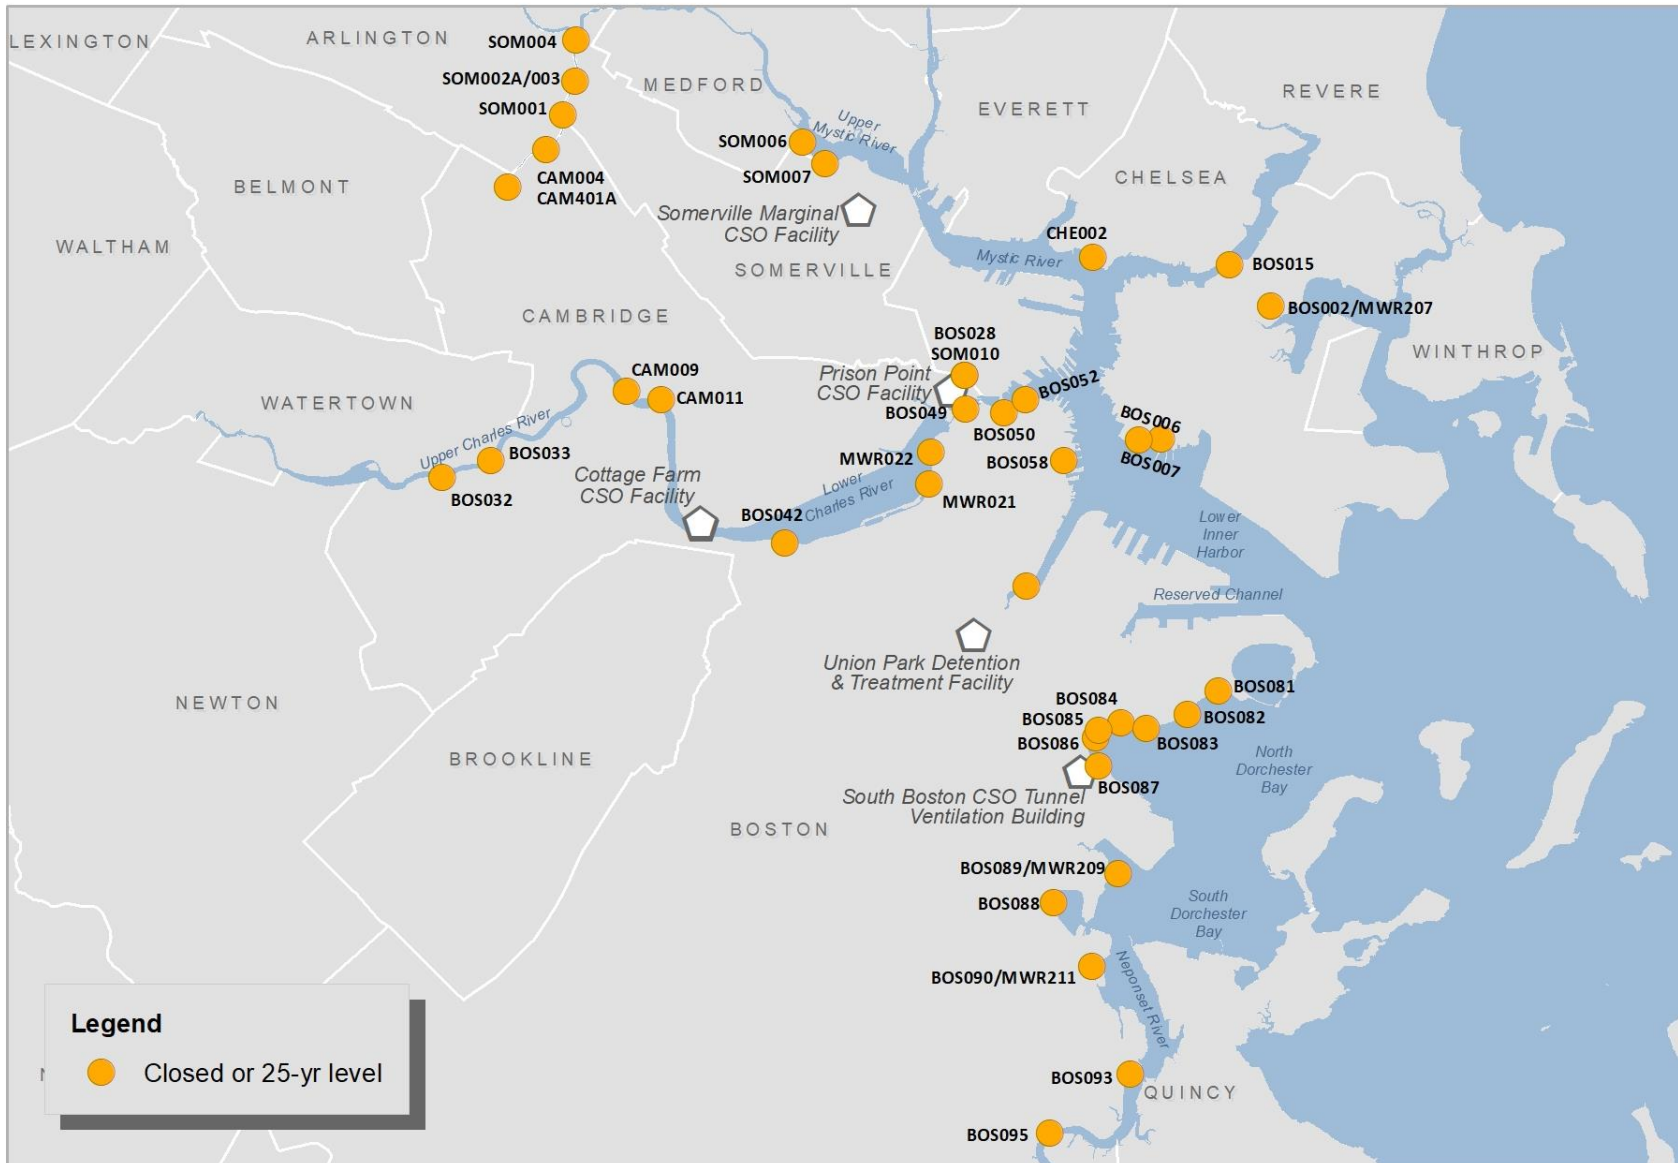 LEXINGTON
ARLINGTON
SOM004
SOM002A/003
SOM001
MEDFORD
EVERETT
REVERE
Upper
Mystic River
SOM006
SOM007
CAM004
CAM401A
BELMONT
CHELSEA
Somerville Marginal
CSO Facility
WALTHAM
SOMERVILLE
CHE002
Mystic River
BOS015
BOS002/MWR207
CAMBRIDGE
BOS028
SOM010
WINTHROP
Prison Point
CSO Facility
CAM009
CAM011
BOS052
BOS049
BOS050
WATERTOWN
Upper Charles River
BOS006
BOS007
BOS033
BOS032
MWR022
BOS058
Cottage Farm
CSO Facility
Lower
Charles River
MWR021
BOS042
Lower
Inner
Harbor
Reserved Channel
Union Park Detention
& Treatment Facility
NEWTON
BOS081
BOS084
BOS085
BOS082
BOS086
BOS083
BROOKLINE
North
Dorchester
Bay
BOS087
South Boston CSO Tunnel
Ventilation Building
BOSTON
BOS089/MWR209
BOS088
South
Dorchester
Bay
BOS090/MWR211
Neponset River
Legend
Closed or 25-yr level
BOS093
QUINCY
BOS095